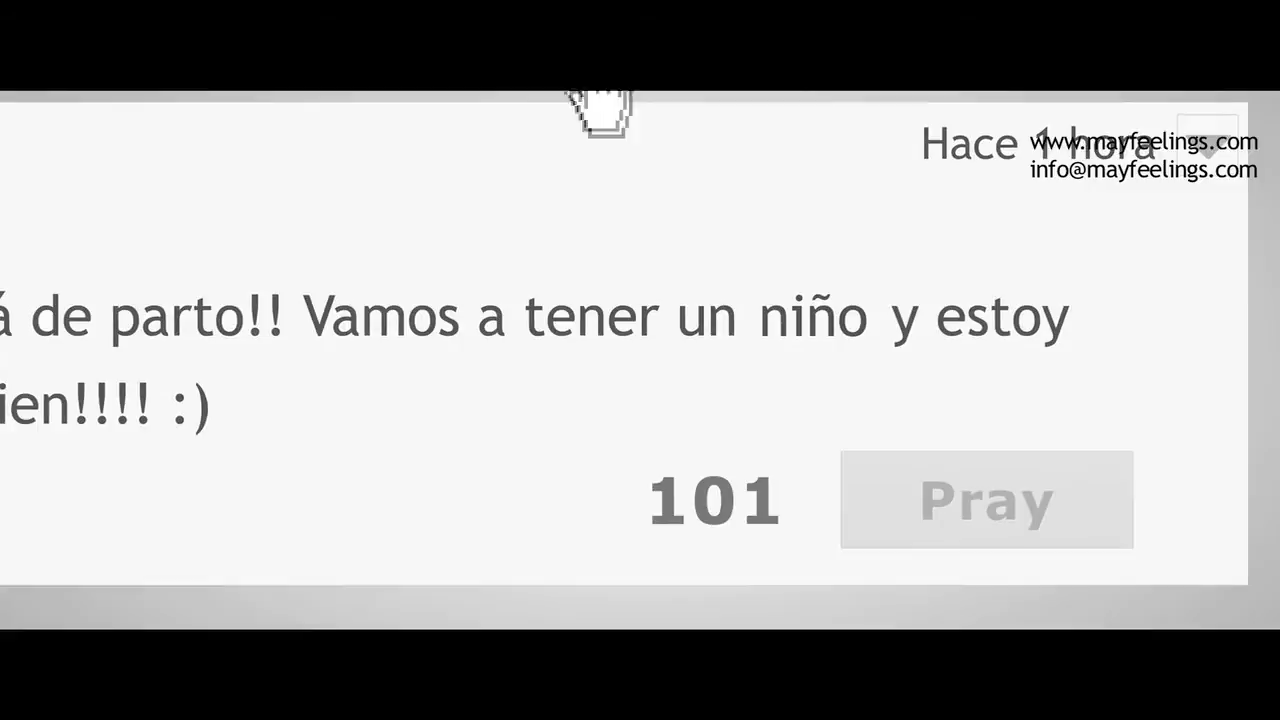 Hace 1 hora
www.mayfeelings.com
info@mayfeelings.com
á de parto!! Vamos a tener un niño y estoy
ien!!!! :)
101
Pray